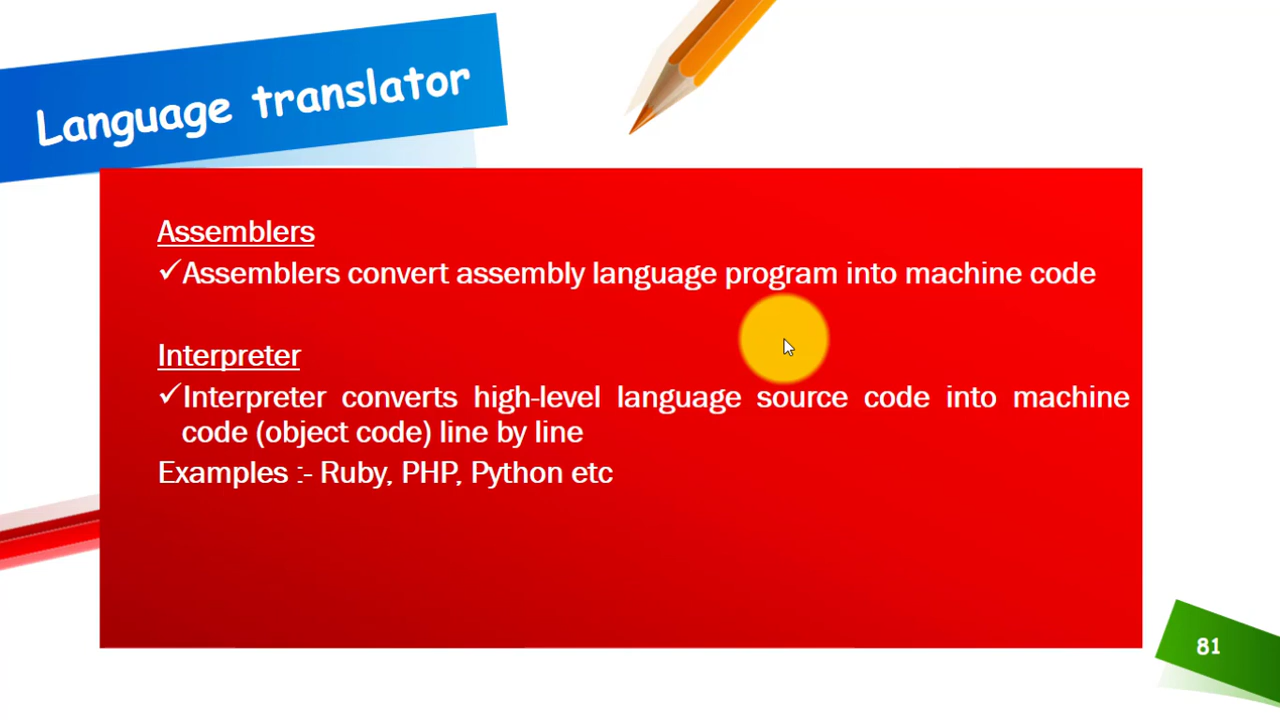 Language translator
Assemblers
✓Assemblers convert assembly language program into machine code
Interpreter
✓Interpreter converts high-level language source code into machine
code (object code) line by line
Examples :- Ruby, PHP, Python etc
81